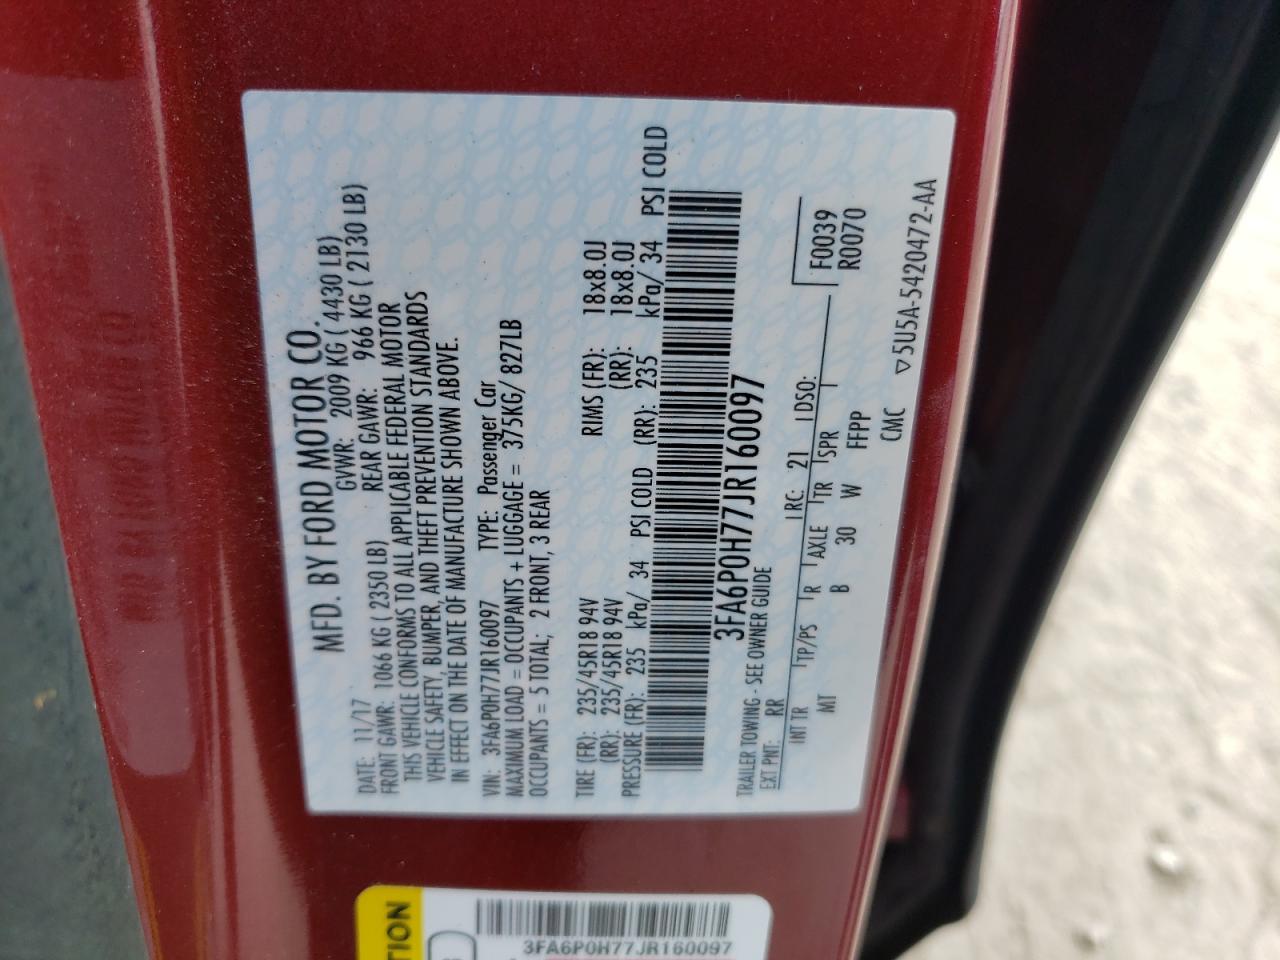 MFD. BY FORD MOTOR CO.
DATE: 11/17 GVWR: 2009 KG ( 4430 LB)
FRONT GAWR: 1066 KG ( 2350 LB) REAR GAWR: 966 KG ( 2130 LB)
THIS VEHICLE CONFORMS TO ALL APPLICABLE FEDERAL MOTOR
VEHICLE SAFETY, BUMPER, AND THEFT PREVENTION STANDARDS
IN EFFECT ON THE DATE OF MANUFACTURE SHOWN ABOVE.
VIN: 3FA6P0H77JR160097 TYPE: Passenger Car
MAXIMUM LOAD = OCCUPANTS + LUGGAGE = 375KG/ 827LB
OCCUPANTS = 5 TOTAL; 2 FRONT, 3 REAR
TIRE (FR): 235/45R18 94V RIMS (FR): 18x8.0J
(RR): 235/45R18 94V (RR): 18x8.0J
PRESSURE (FR): 235 kPa/ 34 PSI COLD (RR): 235 kPa/ 34 PSI COLD
3FA6P0H77JR160097
TRAILER TOWING - SEE OWNER GUIDE
EXT PNT: RR RC: 21 DSO: F0039
INT TR TP/PS R AXLE TR SPR R0070
MT B 30 W FFPP
CMC ▽5U5A-5420472-AA
TION
3FA6P0H77JR160097